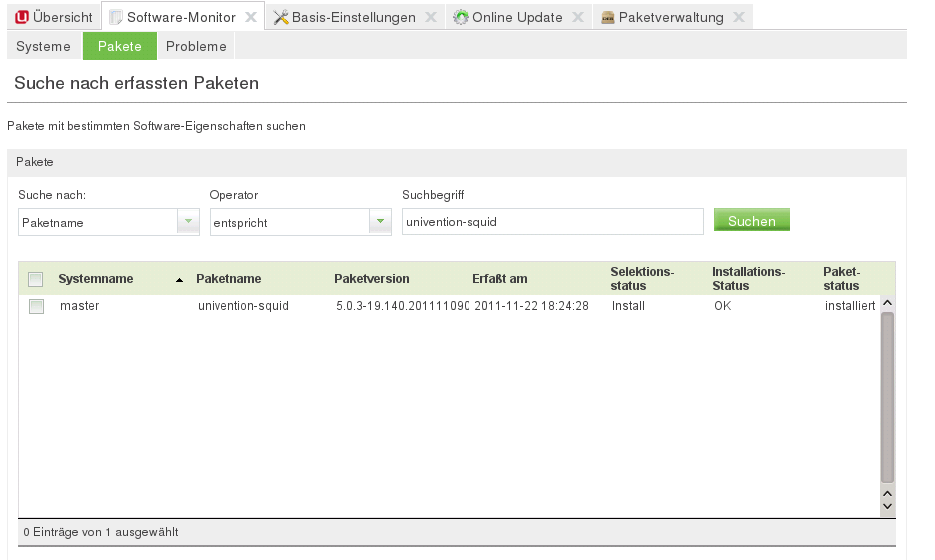 Übersicht Software-Monitor Basis-Einstellungen Online Update Paketverwaltung
Systeme Pakete Probleme
Suche nach erfassten Paketen
Pakete mit bestimmten Software-Eigenschaften suchen
Pakete
Suche nach: Operator Suchbegriff
Paketname entspricht univention-squid Suchen
Systemname Paketname Paketversion Erfaßt am Selektions-status Installations-Status Paket-status
master univention-squid 5.0.3-19.140.201111090 2011-11-22 18:24:28 Install OK installiert
0 Einträge von 1 ausgewählt